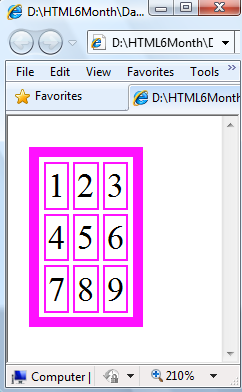 D:\HTML6Month\Da...
D:\HTML6Month\D
File Edit View Favorites Tools »
Favorites D:\HTML6Month
1 2 3
4 5 6
7 8 9
Computer | 210%